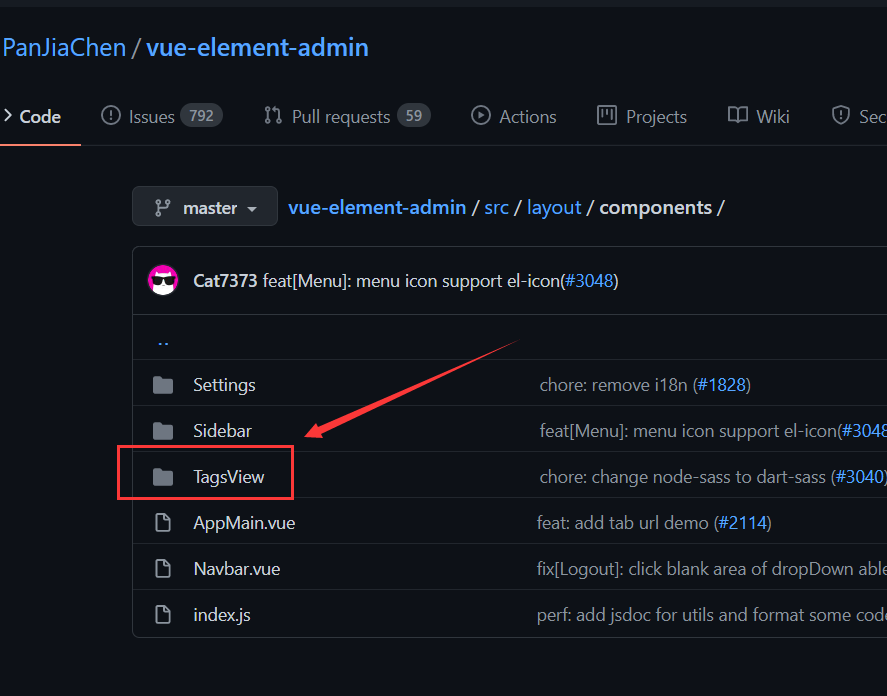 PanJiaChen / vue-element-admin
Code Issues 792 Pull requests 59 Actions Projects Wiki Sec
master vue-element-admin / src / layout / components /
Cat7373 feat[Menu]: menu icon support el-icon(#3048)
..
Settings chore: remove i18n (#1828)
Sidebar feat[Menu]: menu icon support el-icon(#3048
TagsView chore: change node-sass to dart-sass (#3040)
AppMain.vue feat: add tab url demo (#2114)
Navbar.vue fix[Logout]: click blank area of dropDown able
index.js perf: add jsdoc for utils and format some code